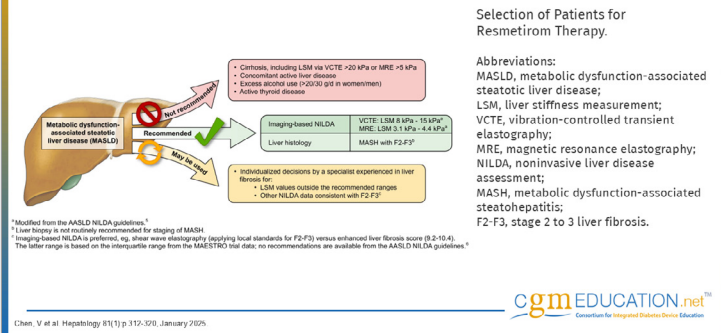 Selection of Patients for
Resmetirom Therapy.
Abbreviations:
MASLD, metabolic dysfunction-associated
steatotic liver disease;
LSM, liver stiffness measurement;
VCTE, vibration-controlled transient
elastography;
MRE, magnetic resonance elastography;
NILDA, noninvasive liver disease
assessment;
MASH, metabolic dysfunction-associated
steatohepatitis;
F2-F3, stage 2 to 3 liver fibrosis.
Metabolic dysfunction-
associated steatotic
liver disease (MASLD)
Not recommended
• Cirrhosis, including LSM via VCTE >20 kPa or MRE >5 kPa
• Concomitant active liver disease
• Excess alcohol use (>20/30 g/d in women/men)
• Active thyroid disease
Recommended
Imaging-based NILDA
VCTE: LSM 8 kPa - 15 kPaᵃ
MRE: LSM 3.1 kPa - 4.4 kPaᵇ
Liver histology
MASH with F2-F3ᵇ
May be used
• Individualized decisions by a specialist experienced in liver
fibrosis for:
• LSM values outside the recommended ranges
• Other NILDA data consistent with F2-F3ᶜ
ᵃ Modified from the AASLD NILDA guidelines.⁶
ᵇ Liver biopsy is not routinely recommended for staging of MASH.
ᶜ Imaging-based NILDA is preferred, eg, shear wave elastography (applying local standards for F2-F3) versus enhanced liver fibrosis score (9.2-10.4).
The latter range is based on the interquartile range from the MAESTRO trial data; no recommendations are available from the AASLD NILDA guidelines.⁶
Chen, V et al. Hepatology 81(1):p 312-320, January 2025
cgmEDUCATION.net™
Consortium for Integrated Diabetes Device Education